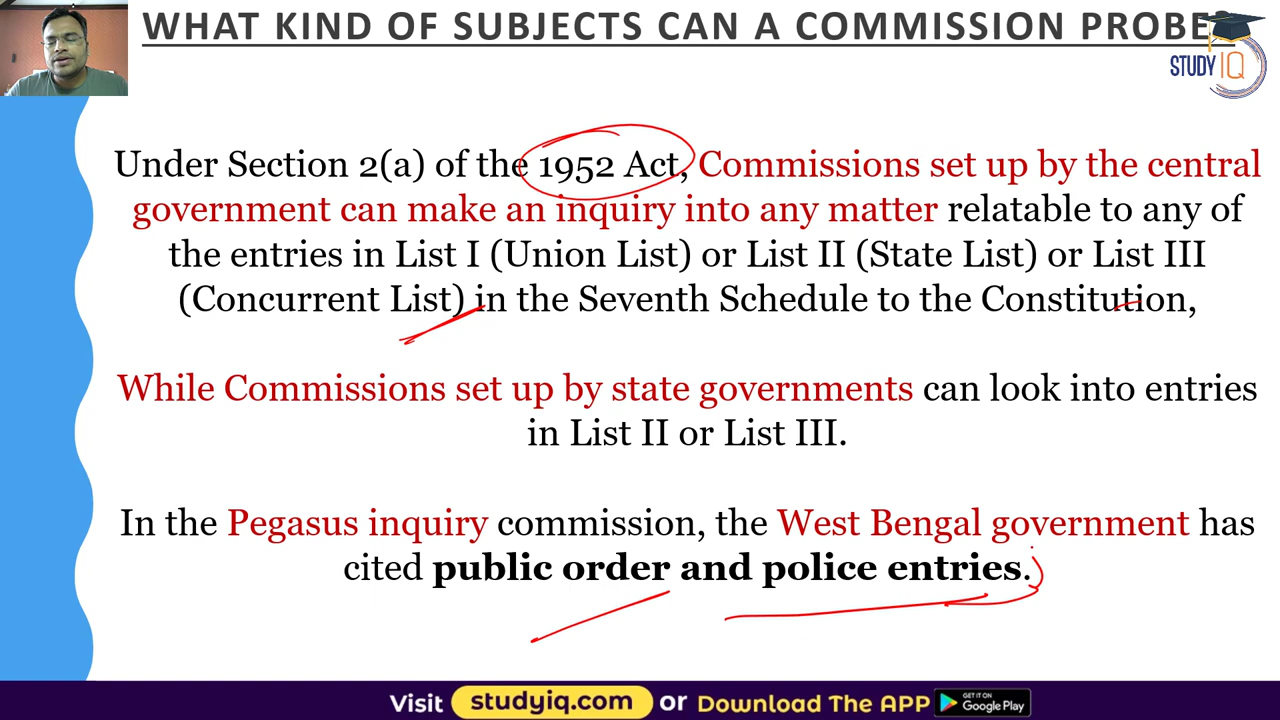 WHAT KIND OF SUBJECTS CAN A COMMISSION PROBE
STUDY IQ
Under Section 2(a) of the 1952 Act, Commissions set up by the central
government can make an inquiry into any matter relatable to any of
the entries in List I (Union List) or List II (State List) or List III
(Concurrent List) in the Seventh Schedule to the Constitution,
While Commissions set up by state governments can look into entries
in List II or List III.
In the Pegasus inquiry commission, the West Bengal government has
cited public order and police entries.
Visit studyiq.com or Download The APP GET IT ON Google Play